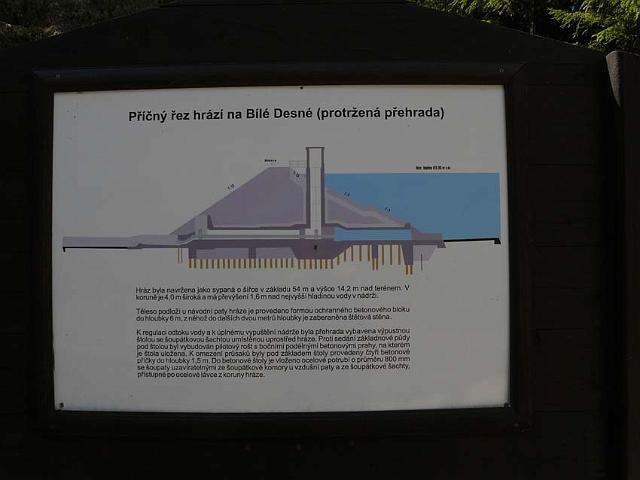 Příčný řez hrází na Bílé Desné (protržená přehrada)
Hráz byla navržena jako sypaná o šířce v základu 54 m a výšce 14,2 m nad terénem. V
koruně je 4,0 m široká a má převýšení 1,6 m nad nejvyšší hladinou vody v nádrži.
Těleso podloží u návodní paty hráze je provedeno formou ochranného betonového bloku
do hloubky 6 m, z něhož do dalších dvou metrů hloubky je zaberaněna štětová stěna.
K regulaci odtoku vody a k úplnému vypuštění nádrže byla přehrada vybavena výpustnou
štolou se šoupátkovou šachtou umístěnou uprostřed hráze. Proti sedání základnové půdy
pod štolou byl vybudován pilotový rošt s bočními podélnými betonovými prahy, na kterém
je štola uložena. K omezení průsaků byly pod základem štoly provedeny čtyři betonové
příčky do hloubky 1,5 m. Do betonové štoly je vloženo ocelové potrubí o průměru 800 mm
se šoupaty uzavíratelnými ze šoupátkové komory u vzdušní paty a ze šoupátkové šachty,
přístupné po ocelové lávce z koruny hráze.